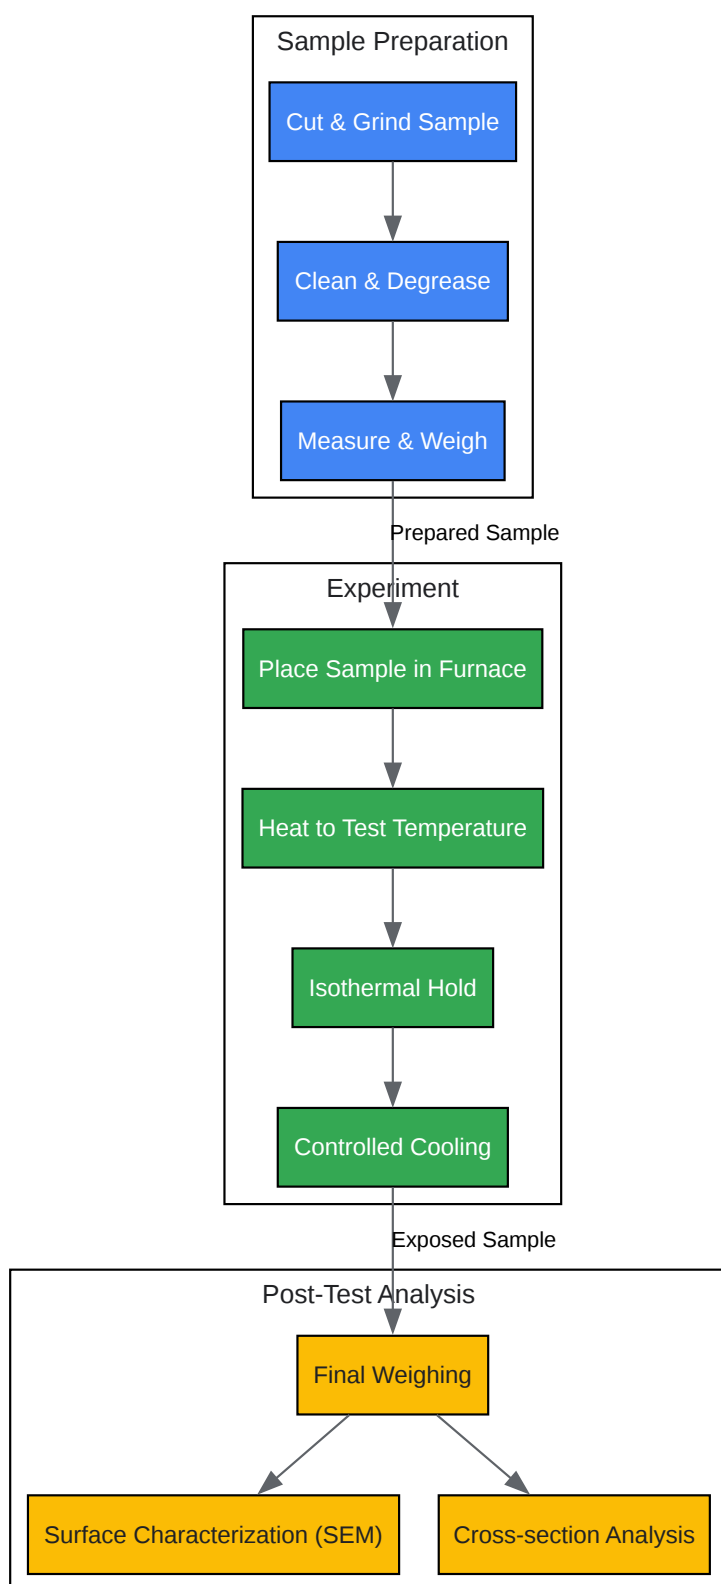 Sample Preparation
Cut & Grind Sample
Clean & Degrease
Measure & Weigh
Prepared Sample
Experiment
Place Sample in Furnace
Heat to Test Temperature
Isothermal Hold
Controlled Cooling
Exposed Sample
Post-Test Analysis
Final Weighing
Surface Characterization (SEM)
Cross-section Analysis